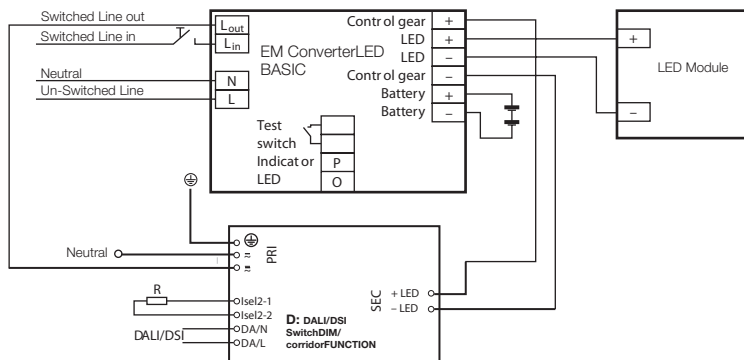 Switched Line out
Switched Line in
Neutral
Un-Switched Line
Lout
Lin
N
L
EM ConverterLED
BASIC
Control gear +
LED +
LED −
Control gear −
Battery +
Battery −
Test
switch
Indicator
LED
P
O
+
LED Module
−
Neutral
~
≂
PRI
R
Isel2-1
Isel2-2
DALI/DSI
DA/N
DA/L
D: DALI/DSI
SwitchDIM/
corridorFUNCTION
SEC
+ LED
− LED